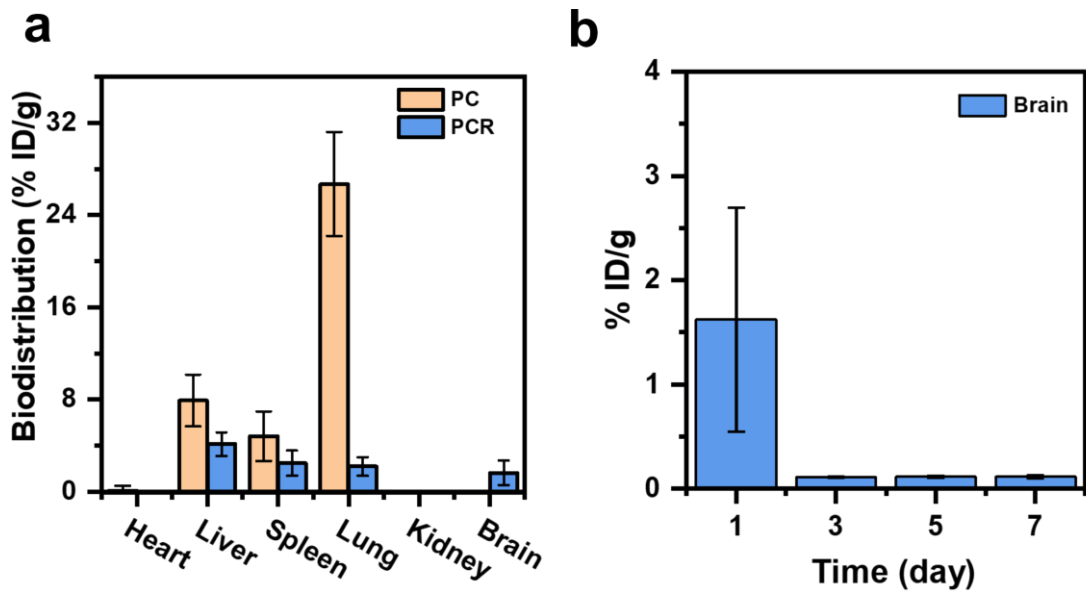 a
Biodistribution (% ID/g)
32
24
16
8
0
PC
PCR
Heart
Liver
Spleen
Lung
Kidney
Brain
b
% ID/g
4
3
2
1
0
Brain
1 3 5 7
Time (day)